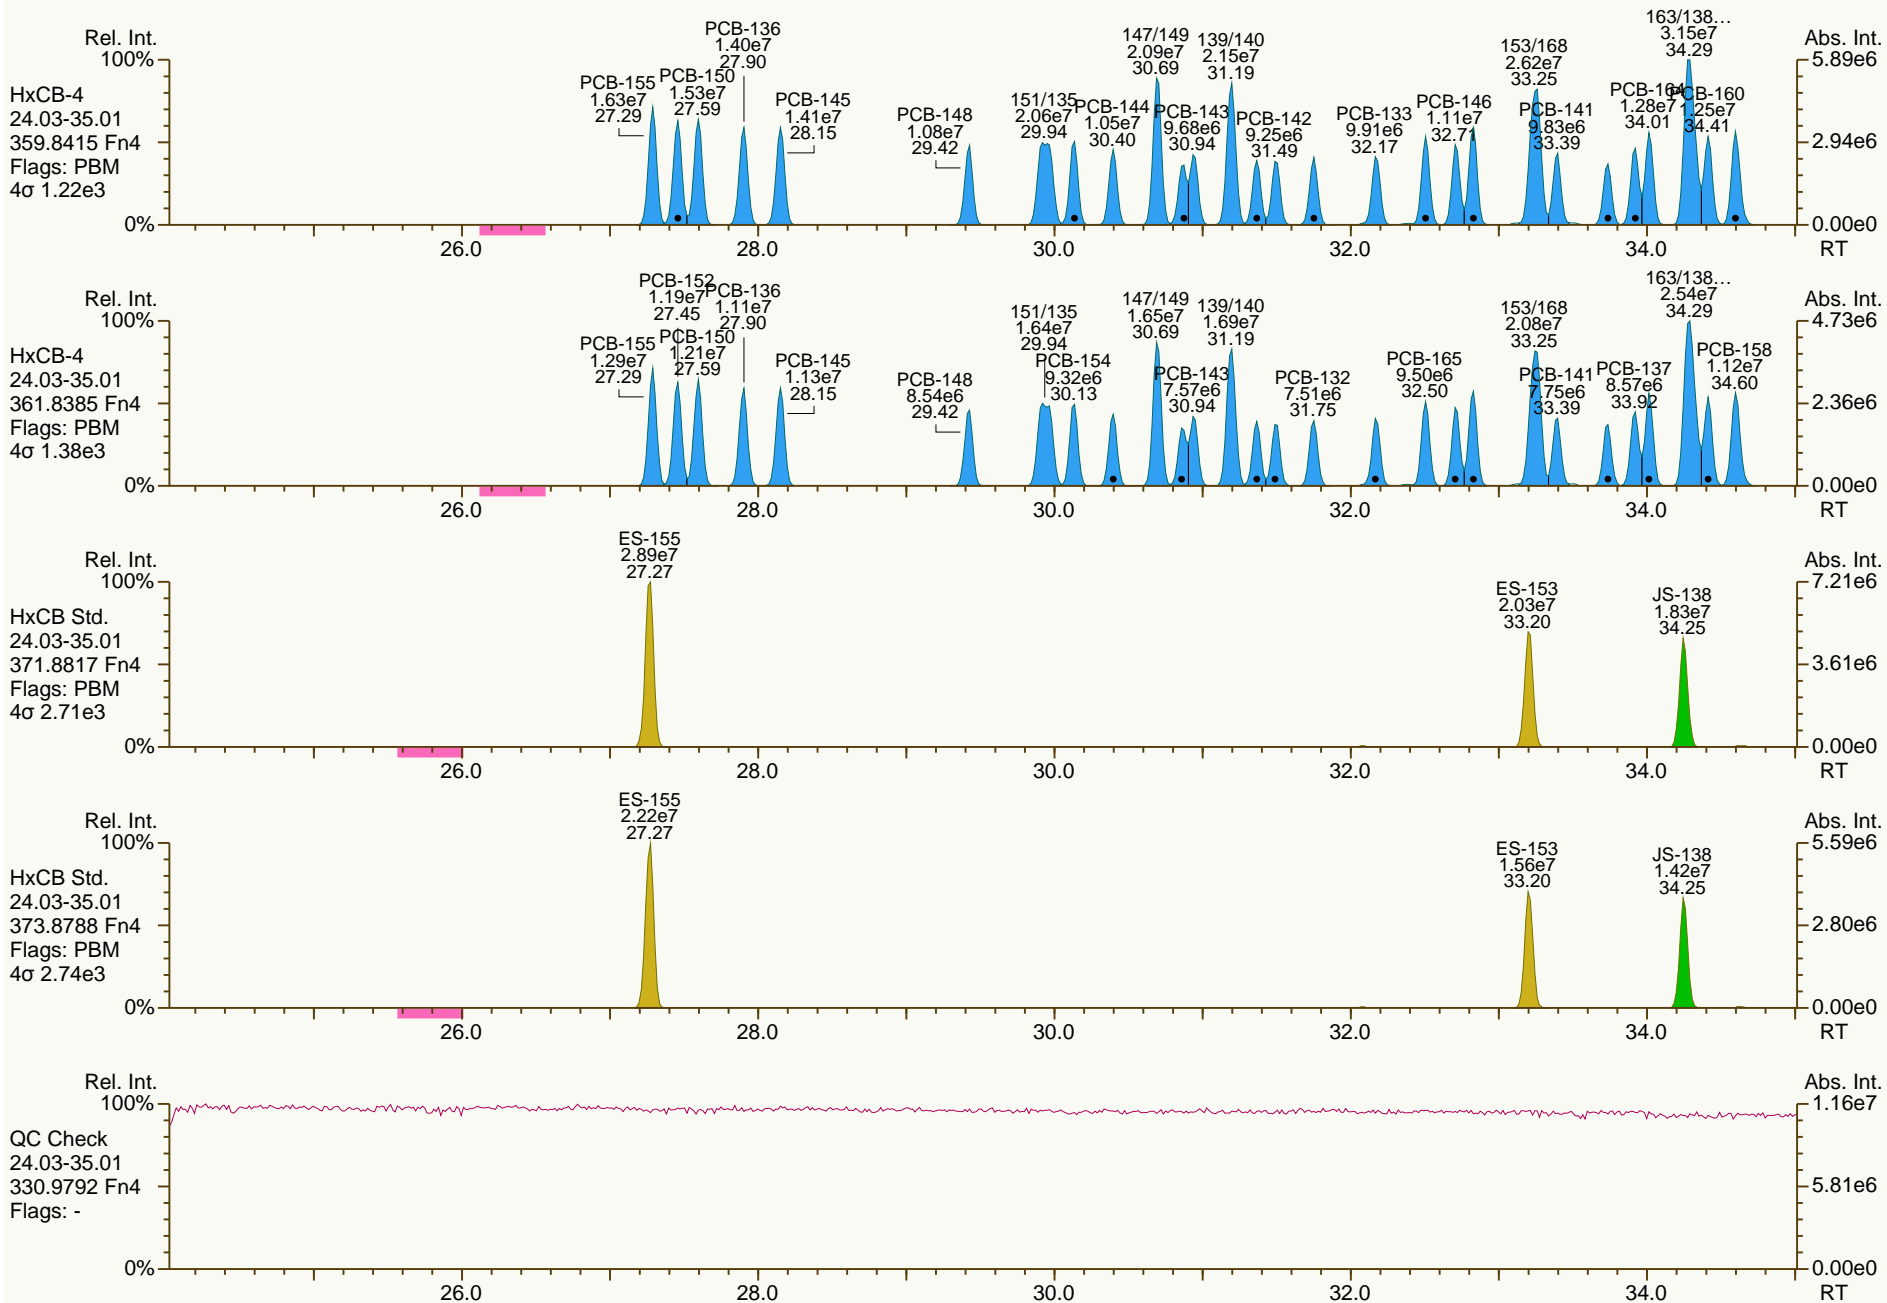 Rel. Int.
100%
0%
HxCB-4
24.03-35.01
359.8415 Fn4
Flags: PBM
4σ 1.22e3
PCB-155
1.63e7
27.29
PCB-150
1.53e7
27.59
PCB-136
1.40e7
27.90
PCB-145
1.41e7
28.15
PCB-148
1.08e7
29.42
151/135
2.06e7
29.94
PCB-144
1.05e7
30.40
147/149
2.09e7
30.69
PCB-143
9.68e6
30.94
139/140
2.15e7
31.19
PCB-142
9.25e6
31.49
PCB-133
9.91e6
32.17
PCB-146
1.11e7
32.71
153/168
2.62e7
33.25
PCB-141
9.83e6
33.39
PCB-164
1.28e7
34.01
163/138…
3.15e7
34.29
PCB-160
1.25e7
34.41
Abs. Int.
5.89e6
2.94e6
0.00e0
26.0 28.0 30.0 32.0 34.0 RT
Rel. Int.
100%
0%
HxCB-4
24.03-35.01
361.8385 Fn4
Flags: PBM
4σ 1.38e3
PCB-155
1.29e7
27.29
PCB-152
1.19e7
27.45
PCB-150
1.21e7
27.59
PCB-136
1.11e7
27.90
PCB-145
1.13e7
28.15
PCB-148
8.54e6
29.42
151/135
1.64e7
29.94
PCB-154
9.32e6
30.13
147/149
1.65e7
30.69
PCB-143
7.57e6
30.94
139/140
1.69e7
31.19
PCB-132
7.51e6
31.75
PCB-165
9.50e6
32.50
153/168
2.08e7
33.25
PCB-141
7.75e6
33.39
PCB-137
8.57e6
33.92
163/138…
2.54e7
34.29
PCB-158
1.12e7
34.60
Abs. Int.
4.73e6
2.36e6
0.00e0
26.0 28.0 30.0 32.0 34.0 RT
Rel. Int.
100%
0%
HxCB Std.
24.03-35.01
371.8817 Fn4
Flags: PBM
4σ 2.71e3
ES-155
2.89e7
27.27
ES-153
2.03e7
33.20
JS-138
1.83e7
34.25
Abs. Int.
7.21e6
3.61e6
0.00e0
26.0 28.0 30.0 32.0 34.0 RT
Rel. Int.
100%
0%
HxCB Std.
24.03-35.01
373.8788 Fn4
Flags: PBM
4σ 2.74e3
ES-155
2.22e7
27.27
ES-153
1.56e7
33.20
JS-138
1.42e7
34.25
Abs. Int.
5.59e6
2.80e6
0.00e0
26.0 28.0 30.0 32.0 34.0 RT
Rel. Int.
100%
0%
QC Check
24.03-35.01
330.9792 Fn4
Flags: -
Abs. Int.
1.16e7
5.81e6
0.00e0
26.0 28.0 30.0 32.0 34.0 RT